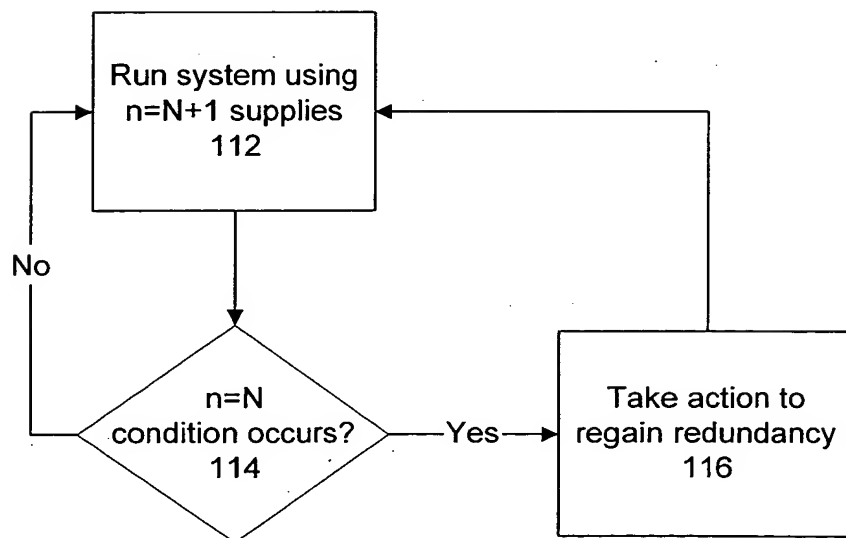 Run system using
n=N+1 supplies
112
No
n=N
condition occurs?
114
Yes
Take action to
regain redundancy
116